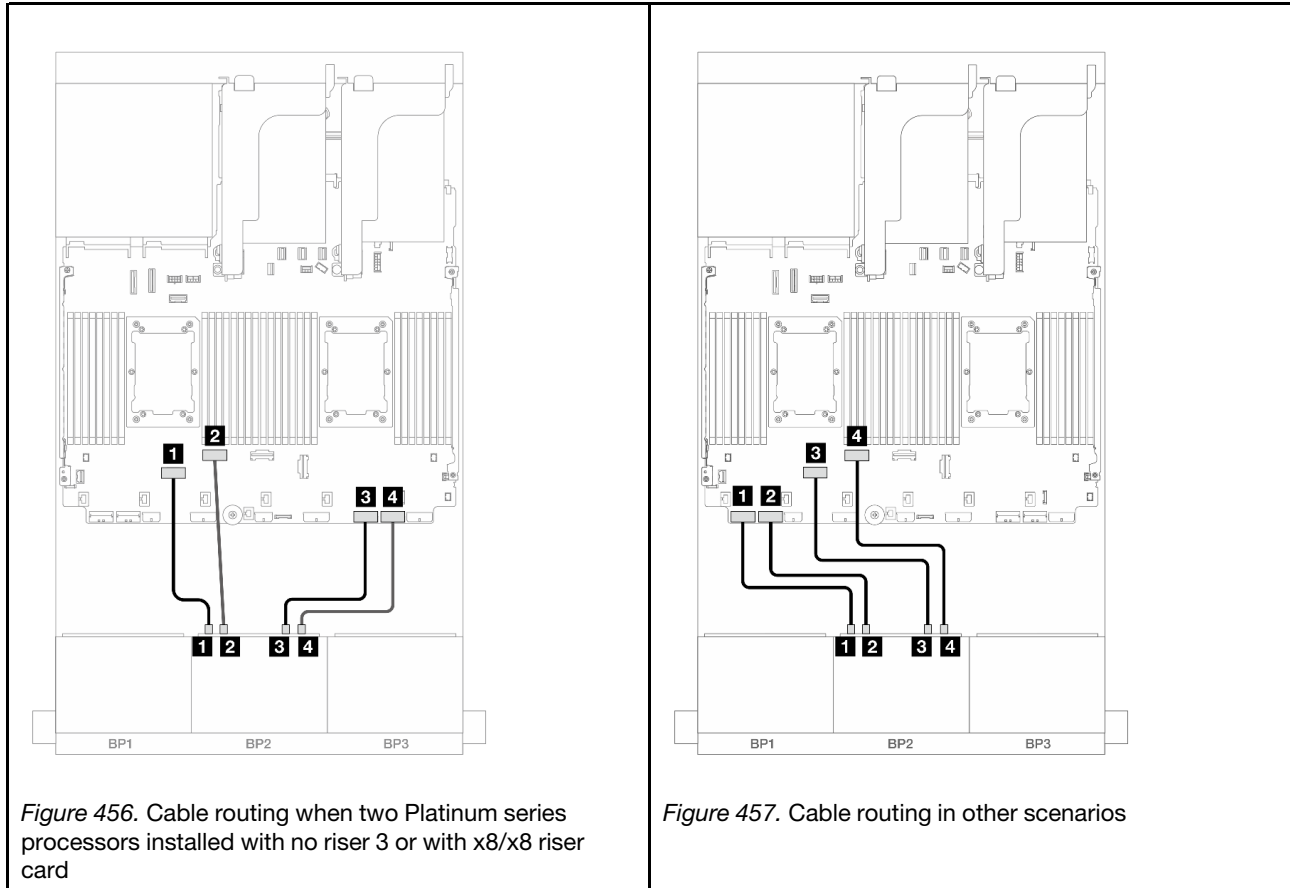 2
1
3 4
1 2 3 4
BP1 BP2 BP3
Figure 456. Cable routing when two Platinum series
processors installed with no riser 3 or with x8/x8 riser
card
4
3
1 2
1 2 3 4
BP1 BP2 BP3
Figure 457. Cable routing in other scenarios